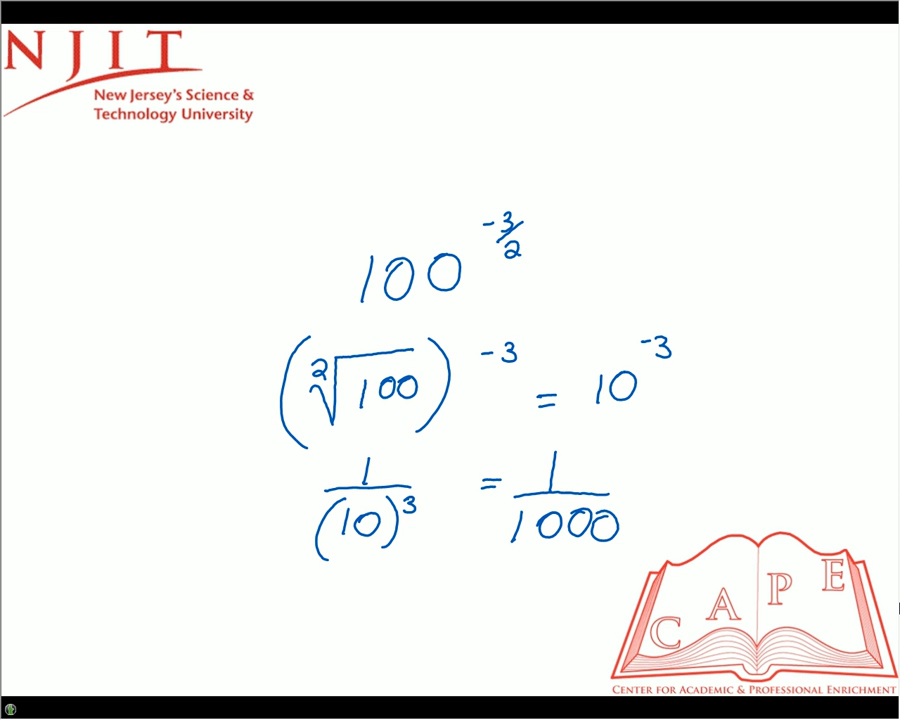 NJIT
New Jersey's Science &
Technology University
100^(-3/2)
(²√100)^-3 = 10^-3
1/(10)^3 = 1/1000
CAPE
CENTER FOR ACADEMIC & PROFESSIONAL ENRICHMENT